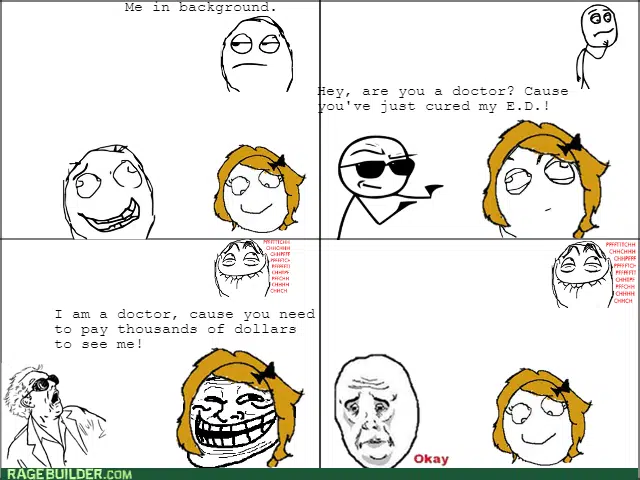 Me in background.
Hey, are you a doctor? Cause
you've just cured my E.D.!
I am a doctor, cause you need
to pay thousands of dollars
to see me!
Okay
RAGEBUILDER.COM